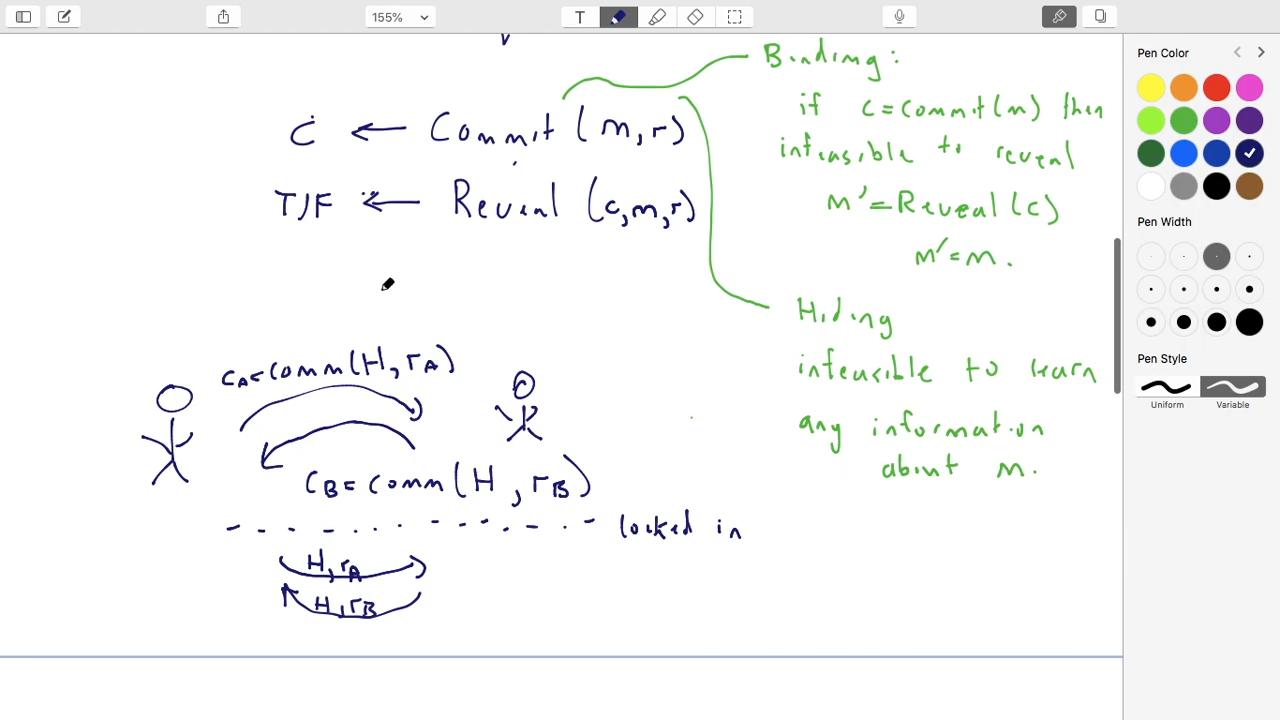 155%
T
C ← Commit (m,r)
T/F ← Reveal (c,m,r)
Binding:
if c=commit(m) then
infeasible to reveal
m'=Reveal(c)
m'=m.
Hiding
infeasible to learn
any information
about m.
CA=comm(H,rA)
CB=comm(H,rB)
locked in
H,rA
H,rB
Pen Color
Pen Width
Pen Style
Uniform
Variable